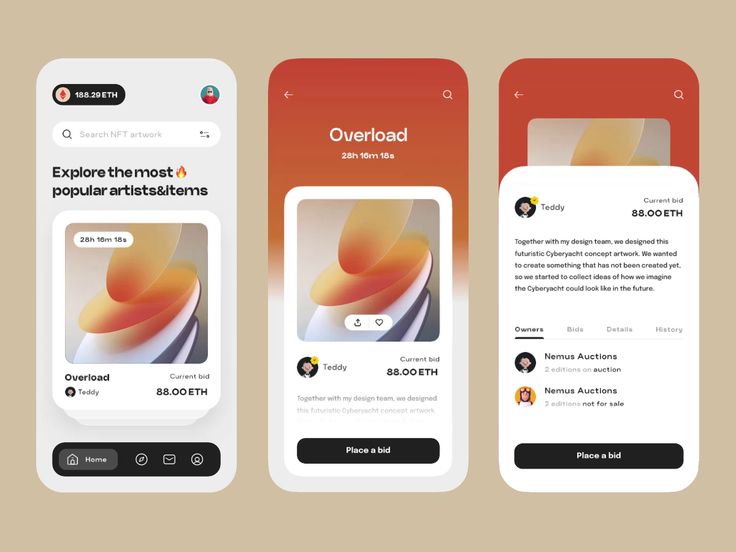 188.29 ETH
Search NFT artwork
Explore the most
popular artists&items
28h 16m 18s
Overload
Current bid
Teddy
88.00 ETH
Home
Overload
28h 16m 18s
Teddy
Current bid
88.00 ETH
Together with my design team, we designed
this futuristic Cyberyacht concept artwork
Place a bid
Teddy
Current bid
88.00 ETH
Together with my design team, we designed this
futuristic Cyberyacht concept artwork. We wanted
to create something that has not been created yet,
so we started to collect ideas of how we imagine
the Cyberyacht could look like in the future.
Owners
Bids
Details
History
Nemus Auctions
2 editions on auction
Nemus Auctions
2 editions not for sale
Place a bid